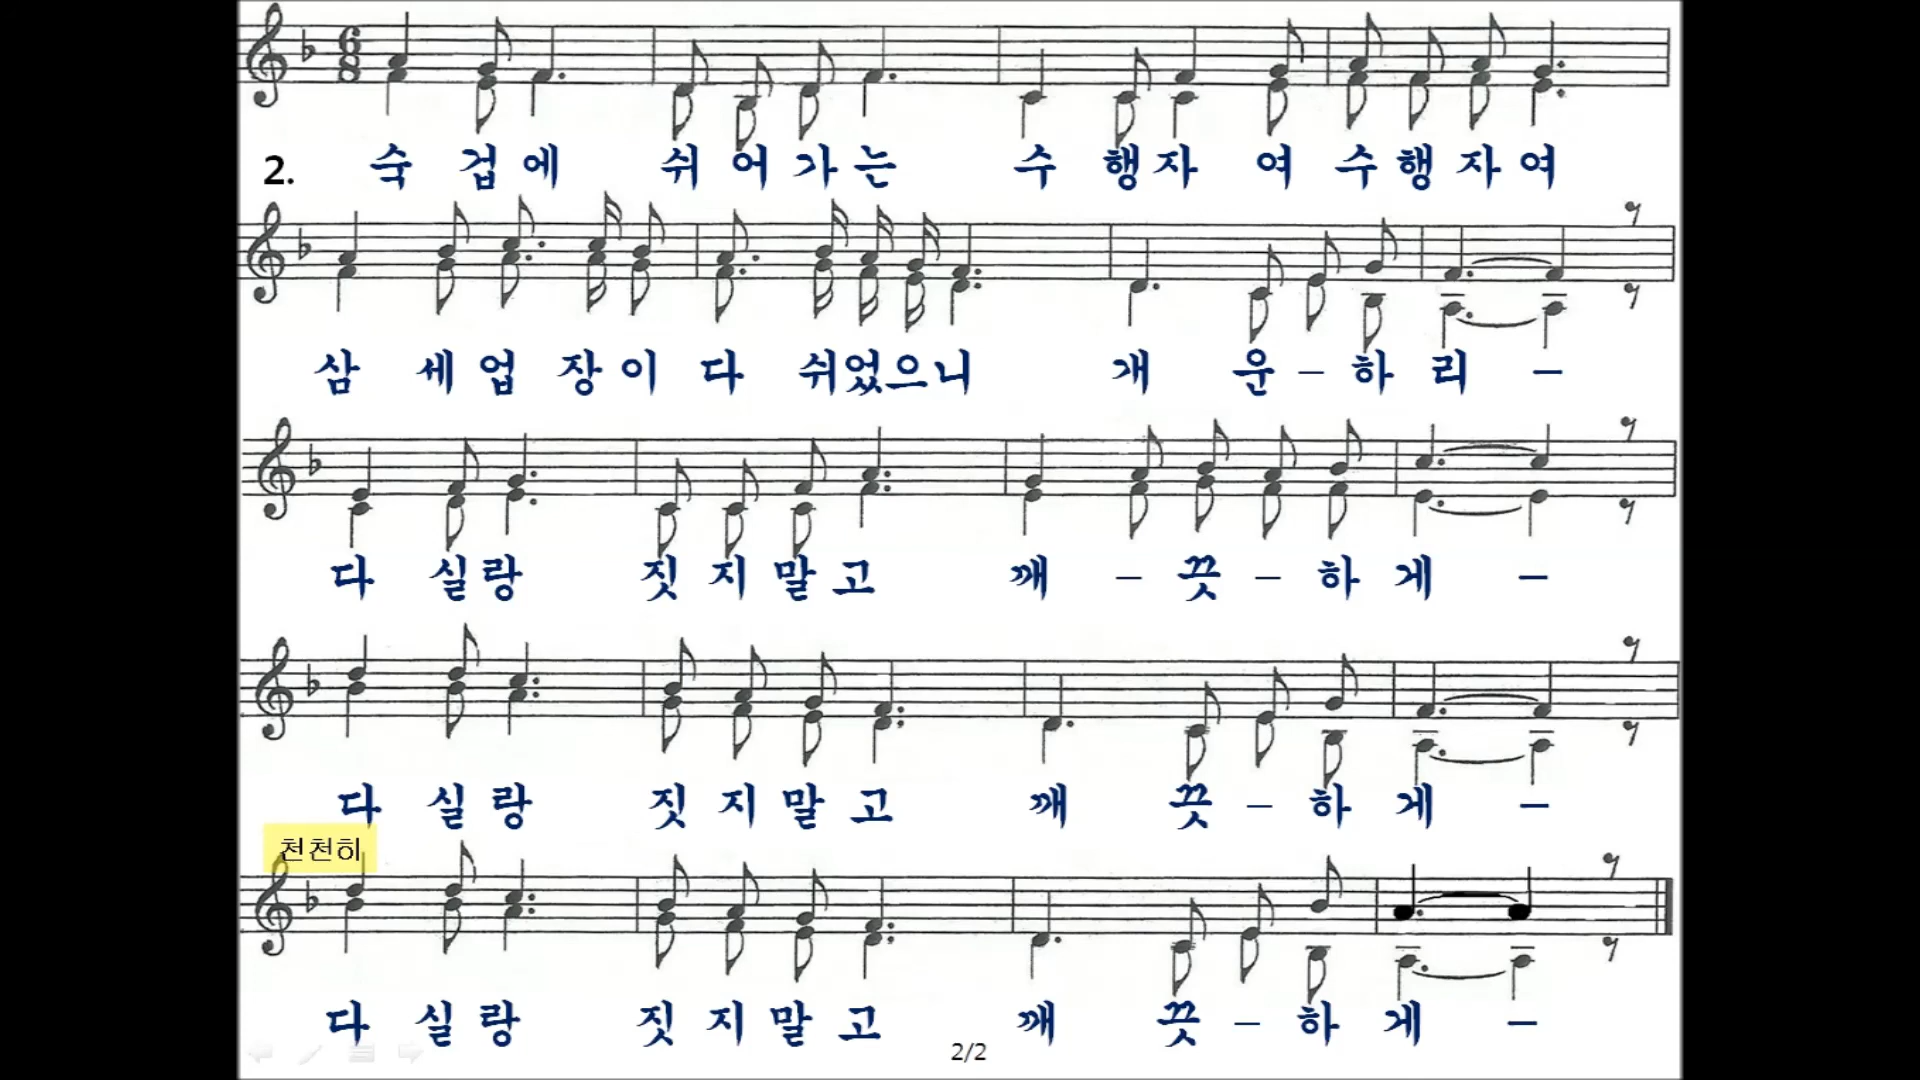 2. 숙 겁에 쉬 어 가 는 수 행자 여 수행 자 여
삼 세 업 장 이 다 쉬었으니 개 운 – 하 리 –
다 실랑 짓 지 말 고 깨 – 끗 – 하 게 –
다 실 랑 짓 지 말 고 깨 끗 – 하 게 –
천천히
다 실 랑 짓 지 말 고 깨 끗 – 하 게 –
2/2